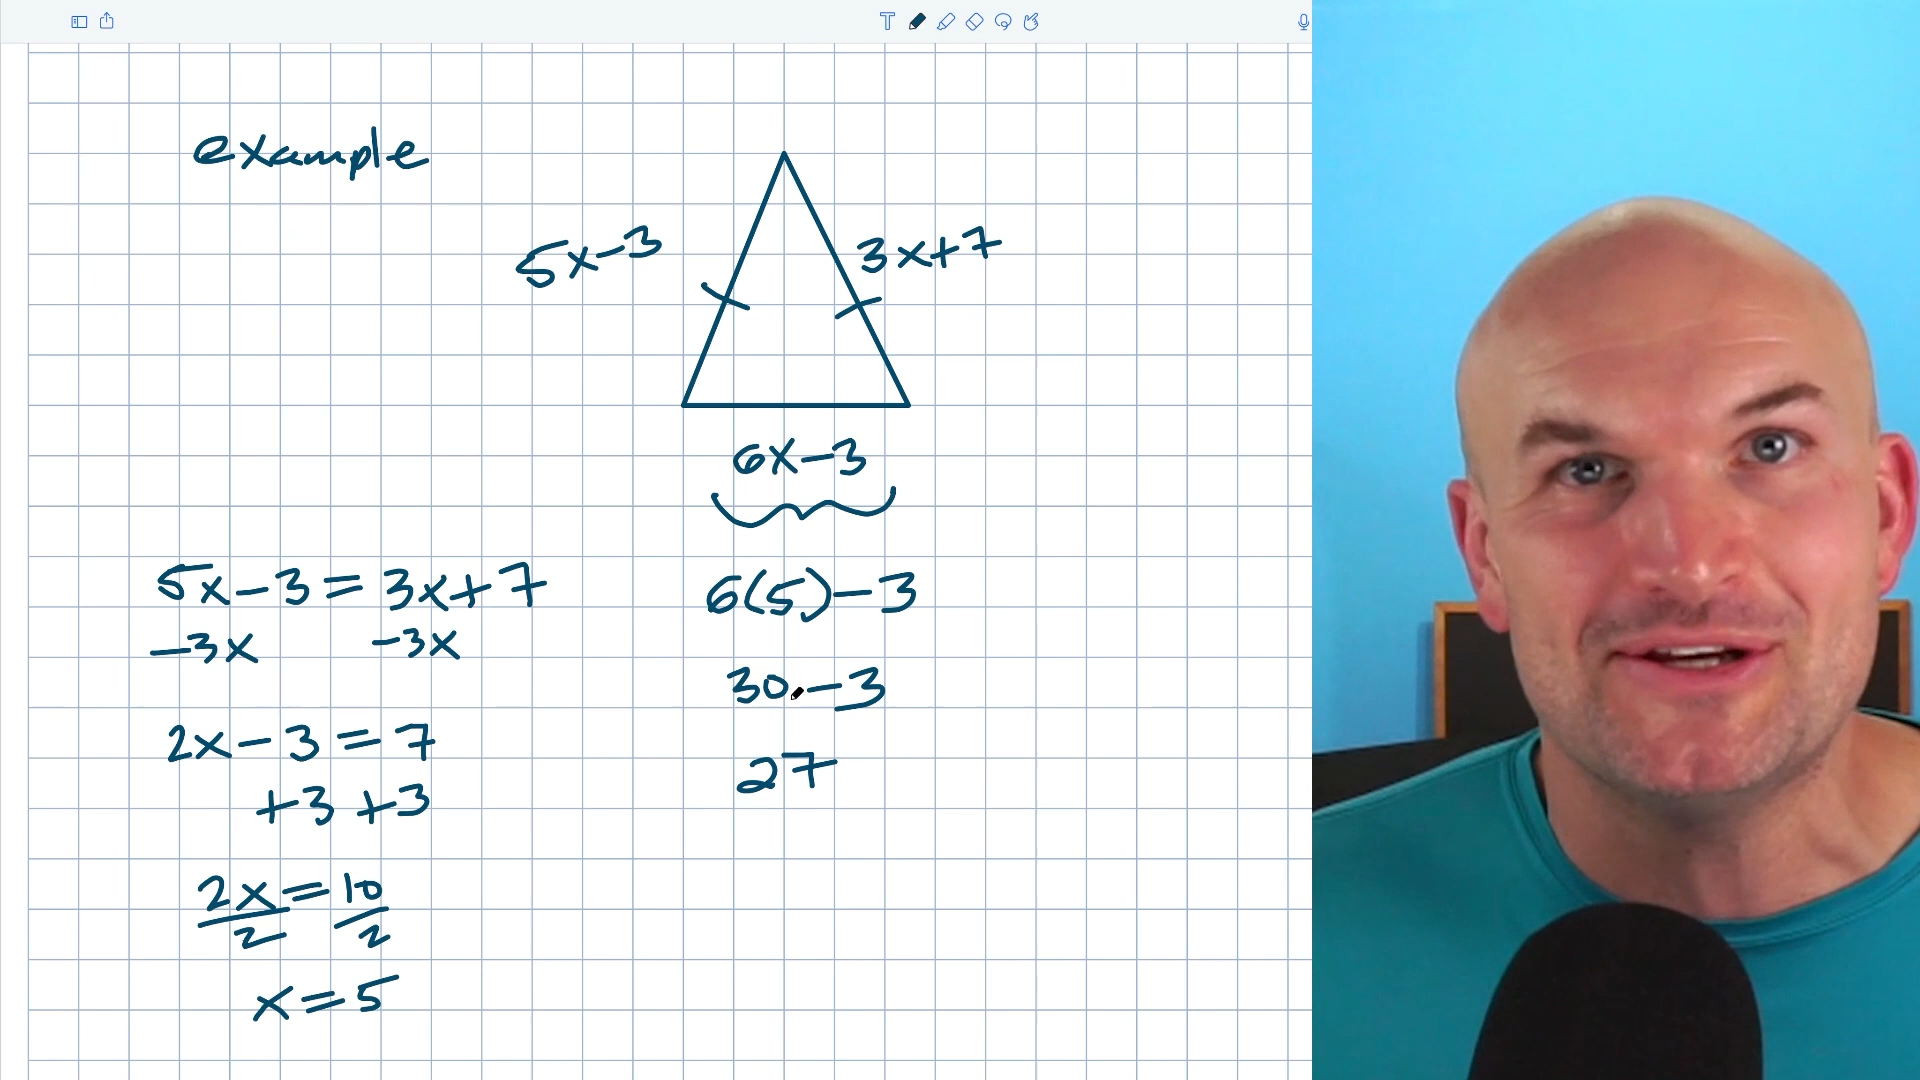 example
5x-3
3x+7
6x-3
5x-3=3x+7
-3x -3x
2x-3=7
+3 +3
2x=10
2 2
x=5
6(5)-3
30-3
27